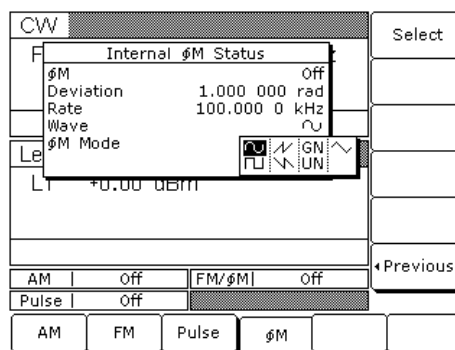 CW
Select
F
Internal ϕM Status
ϕM Off
Deviation 1.000 000 rad
Rate 100.000 0 kHz
Wave
ϕM Mode
GN
UN
Le
L1 +0.00 dBm
Previous
AM | Off
FM/ϕM| Off
Pulse | Off
AM FM Pulse ϕM